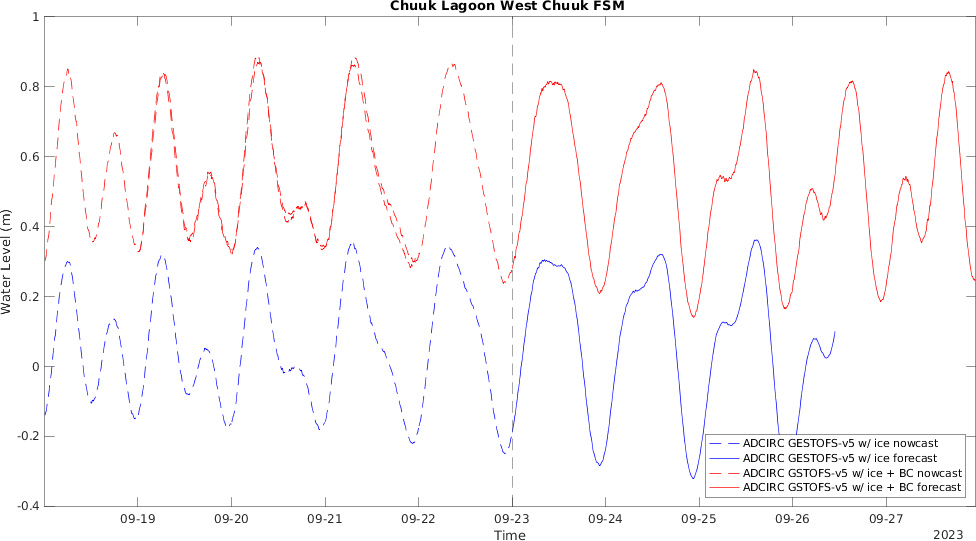 Chuuk Lagoon West Chuuk FSM
1
0.8
0.6
0.4
0.2
0
-0.2
-0.4
Water Level (m)
09-19
09-20
09-21
09-22
09-23
09-24
09-25
09-26
09-27
Time
2023
ADCIRC GESTOFS-v5 w/ ice nowcast
ADCIRC GESTOFS-v5 w/ ice forecast
ADCIRC GSTOFS-v5 w/ ice + BC nowcast
ADCIRC GSTOFS-v5 w/ ice + BC forecast